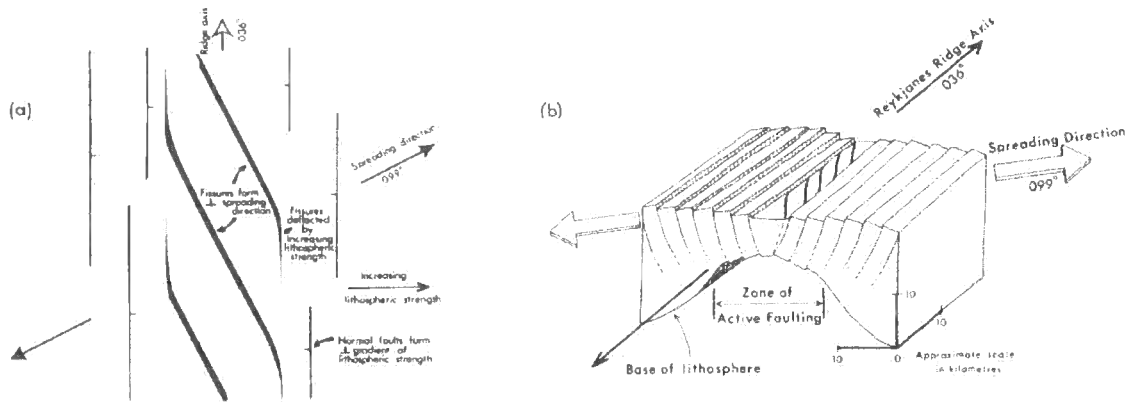 (a)
Ridge axis
036°
Spreading direction
099°
Fissures form
⊥ spreading
direction
Fissures
deflected
by
increasing
lithospheric
strength
Increasing
lithospheric strength
Normal faults form
⊥ gradient of
lithospheric strength
(b)
Reykjanes Ridge Axis
036°
Spreading Direction
099°
Zone of
Active Faulting
Base of lithosphere
10
10
10
0
Approximate scale
in kilometres